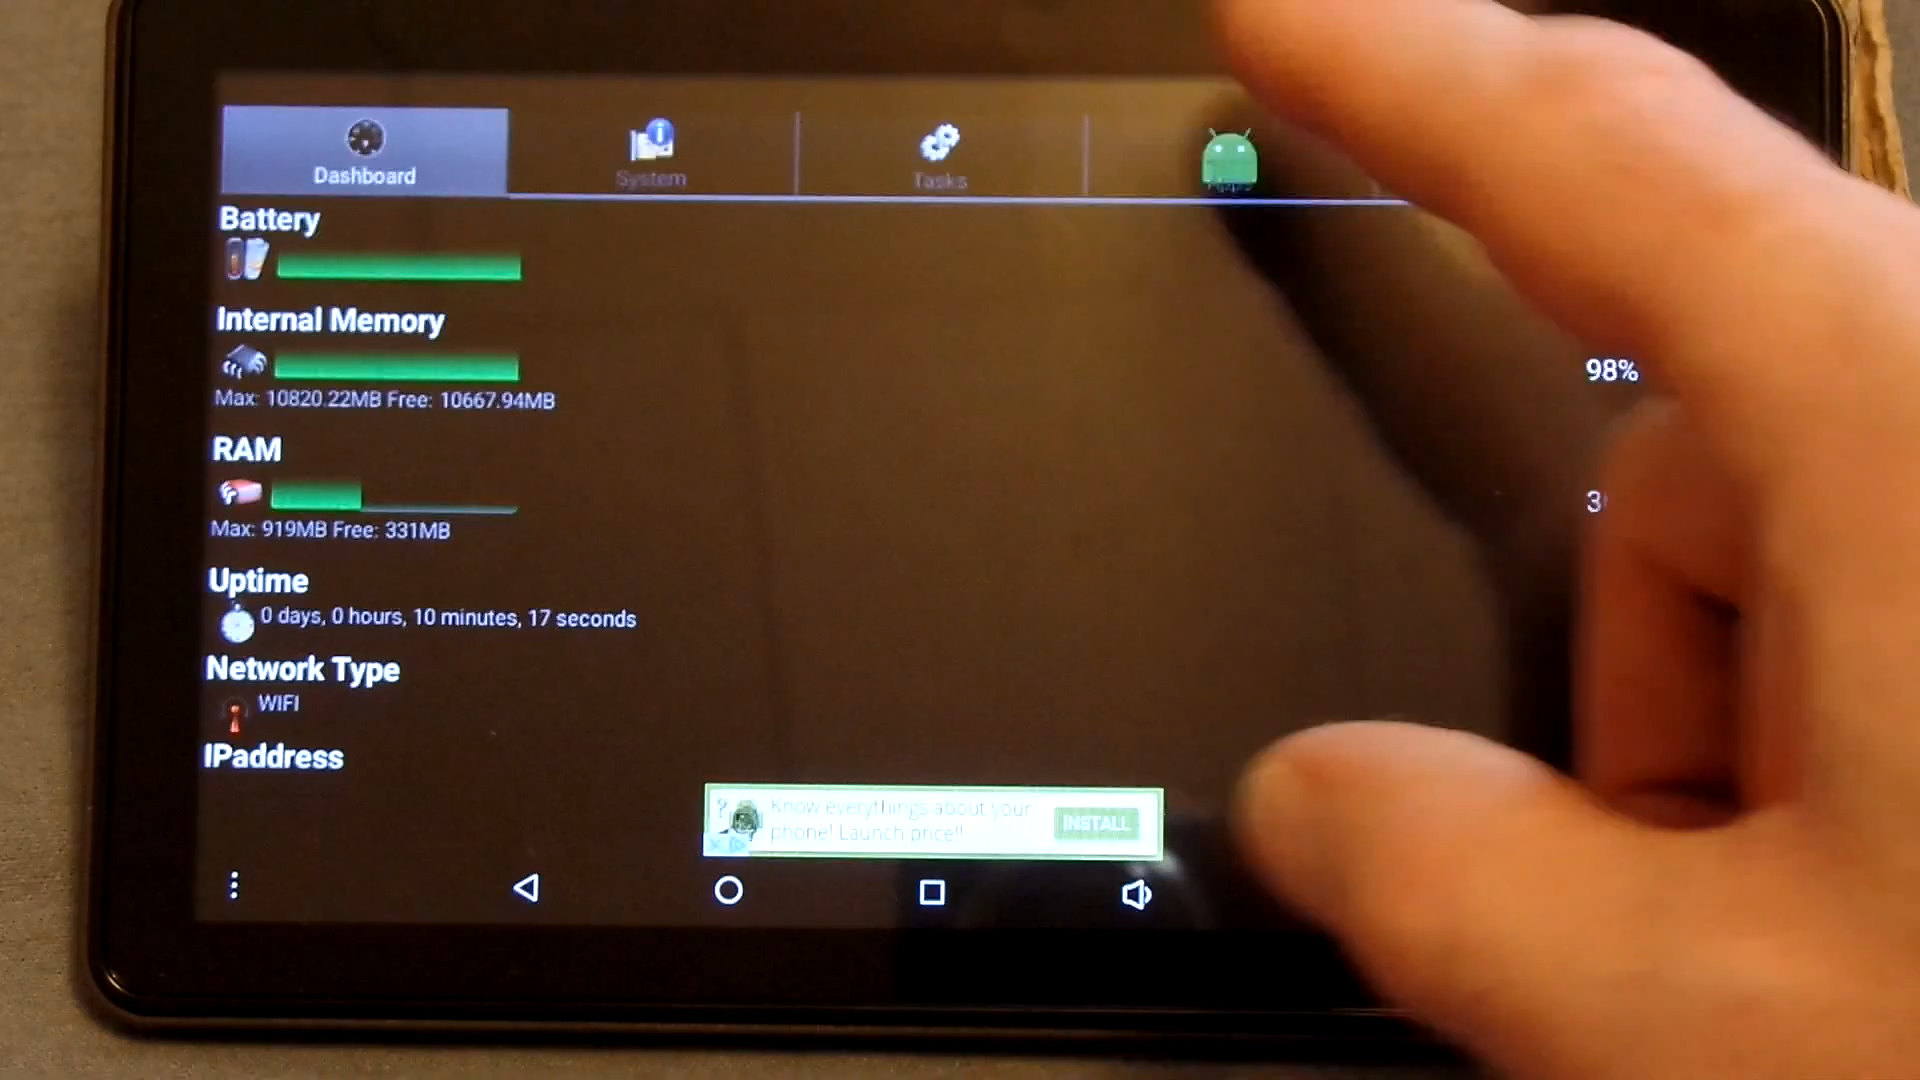 Dashboard
System
Tasks
Battery
Internal Memory
98%
Max: 10820.22MB Free: 10667.94MB
RAM
Max: 919MB Free: 331MB
Uptime
0 days, 0 hours, 10 minutes, 17 seconds
Network Type
WIFI
IPaddress
Know everythings about your
phone! Launch price!!
INSTALL